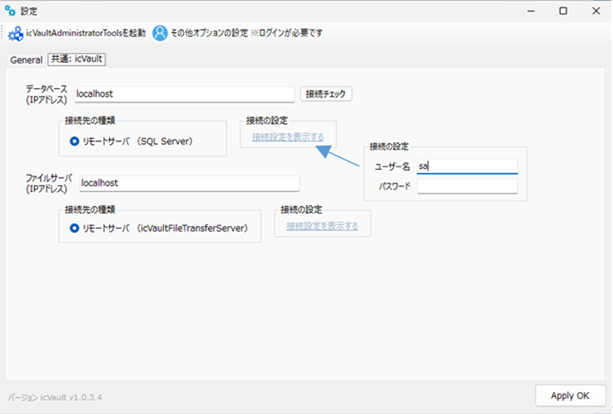 設定
icVaultAdministratorToolsを起動 その他オプションの設定 ※ログインが必要です
General 共通: icVault
データベース
(IPアドレス)
localhost
接続チェック
接続先の種類
リモートサーバ (SQL Server)
接続の設定
接続設定を表示する
接続の設定
ユーザー名 sa
パスワード
ファイルサーバ
(IPアドレス)
localhost
接続先の種類
リモートサーバ (icVaultFileTransferServer)
接続の設定
接続設定を表示する
バージョン icVault v1.0.3.4
Apply OK